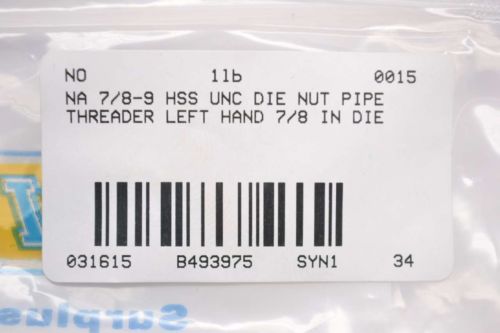 NO 1lb 0015
NA 7/8-9 HSS UNC DIE NUT PIPE
THREADER LEFT HAND 7/8 IN DIE
031615 B493975 SYN1 34
Surplus